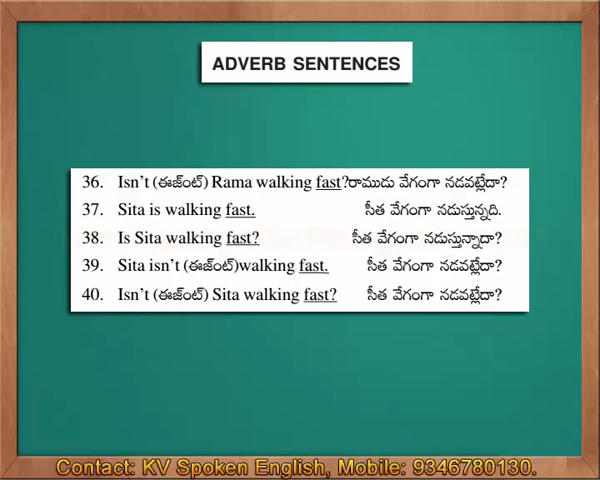 ADVERB SENTENCES
36. Isn't (ఈజ్ంట్) Rama walking fast? రాముడు వేగంగా నడవట్లేదా?
37. Sita is walking fast. సీత వేగంగా నడుస్తున్నది.
38. Is Sita walking fast? సీత వేగంగా నడుస్తున్నాదా?
39. Sita isn't (ఈజ్ంట్)walking fast. సీత వేగంగా నడవట్లేదా?
40. Isn't (ఈజ్ంట్) Sita walking fast? సీత వేగంగా నడవట్లేదా?
Contact: KV Spoken English, Mobile: 9346780130.